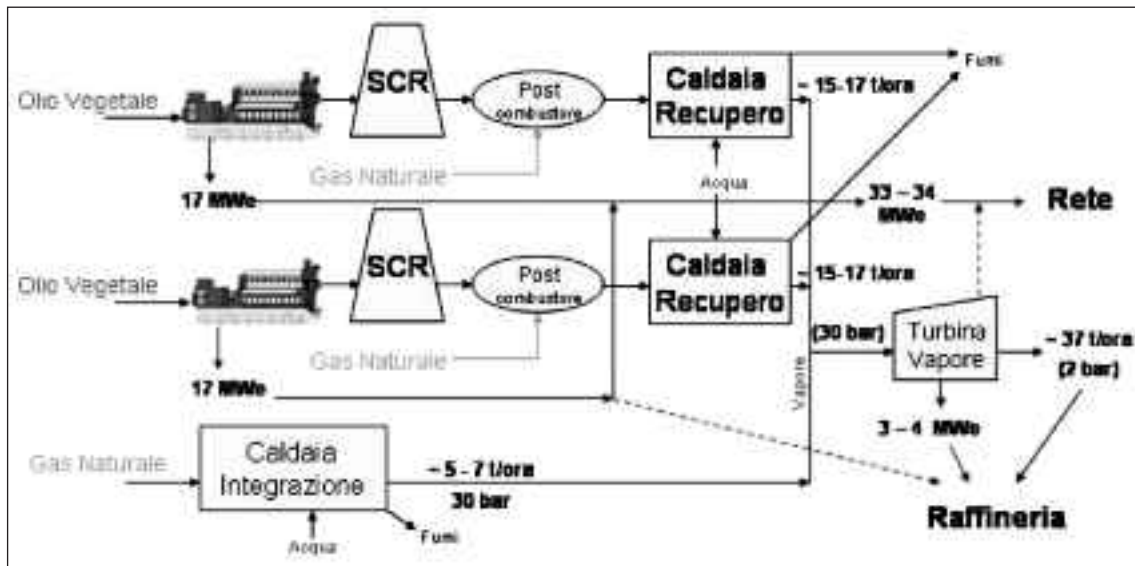 Olio Vegetale
SCR
Post
combustore
Caldaia
Recupero
~ 15-17 t/ora
Fumi
Gas Naturale
17 MWe
Acqua
33 – 34
MWe
Rete
Olio Vegetale
SCR
Post
combustore
Caldaia
Recupero
~ 15-17 t/ora
Gas Naturale
17 MWe
(30 bar)
Vapore
Turbina
Vapore
~ 37 t/ora
(2 bar)
3 – 4 MWe
Gas Naturale
Caldaia
Integrazione
~ 5 - 7 t/ora
30 bar
Acqua
Fumi
Raffineria